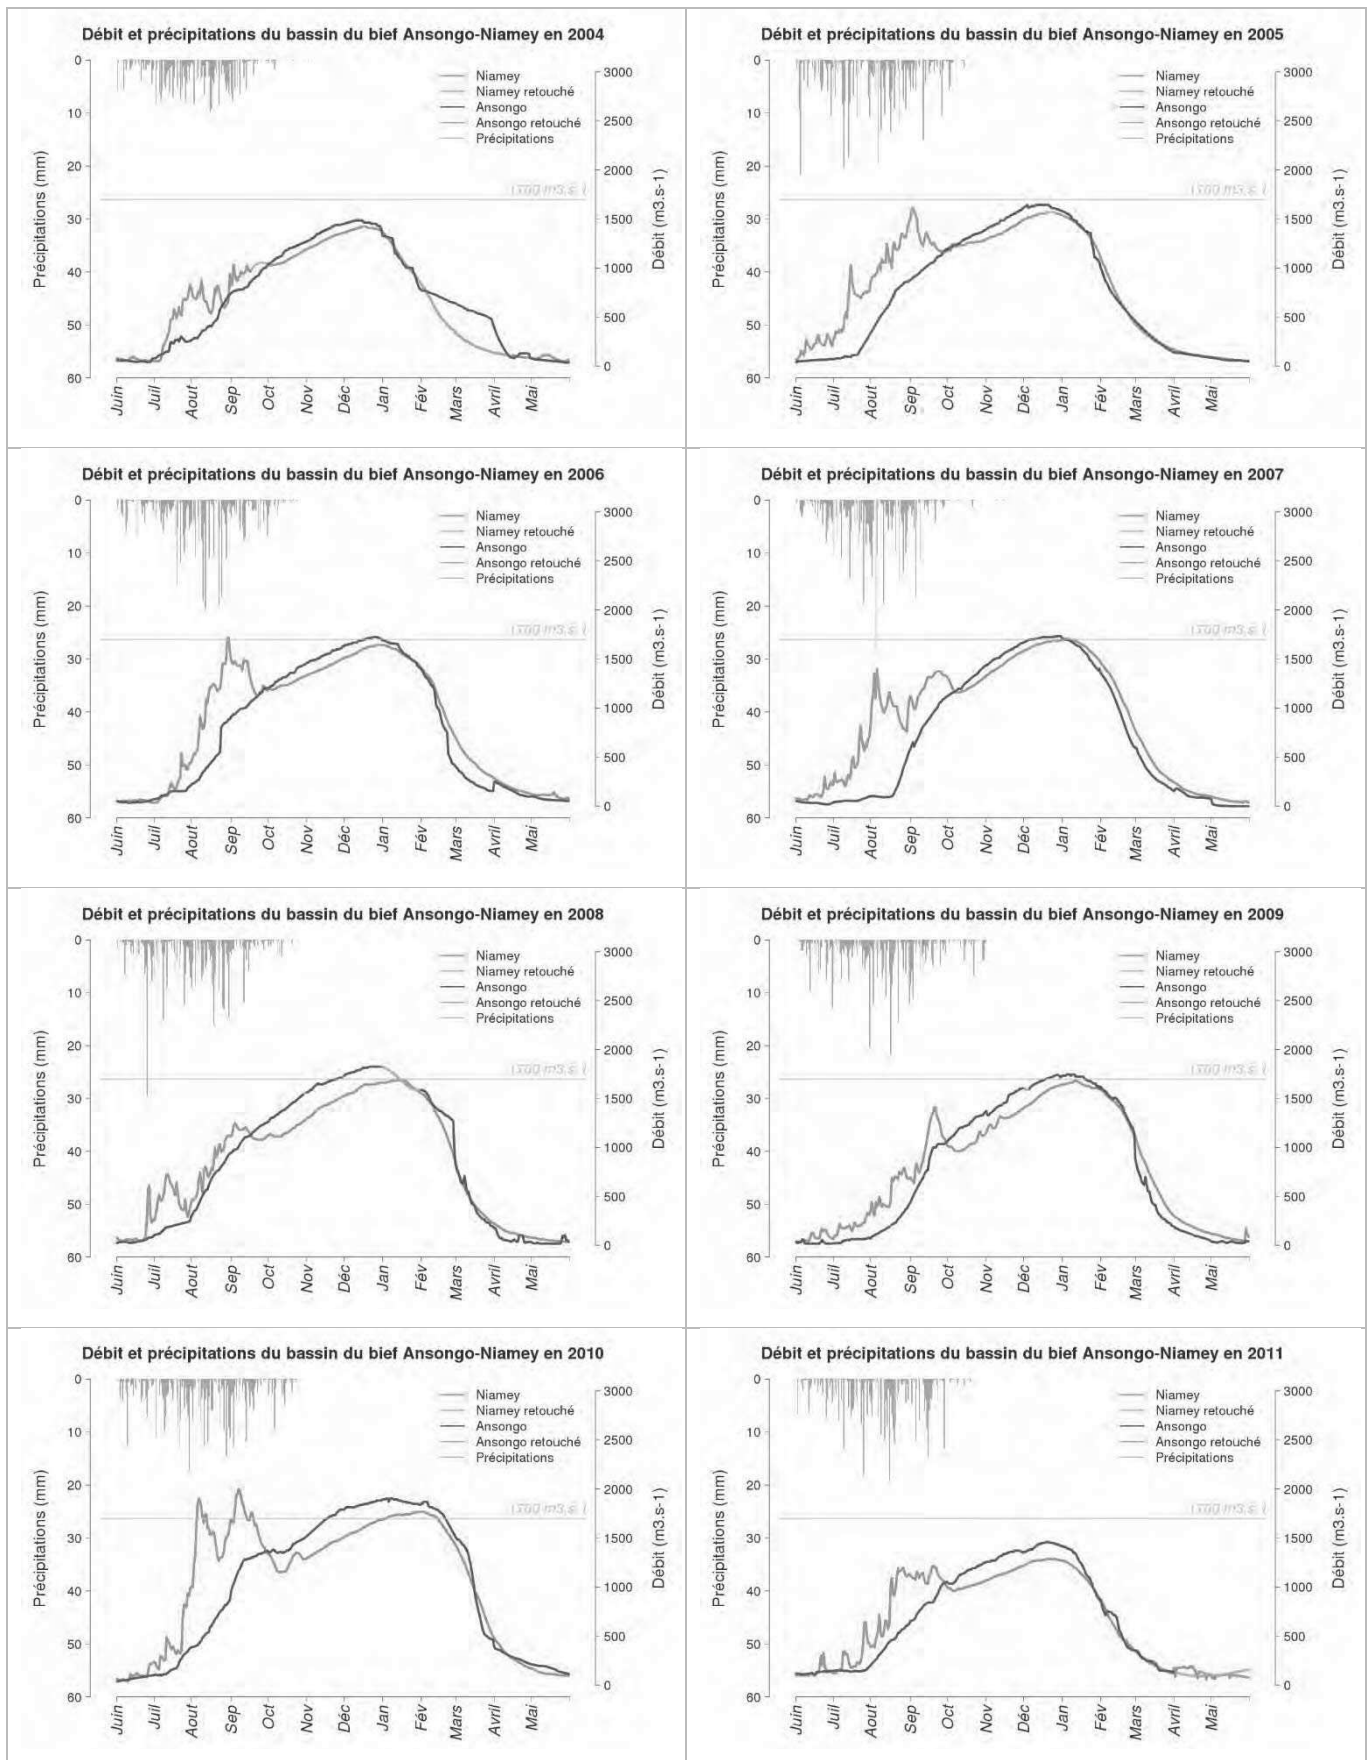 Débit et précipitations du bassin du bief Ansongo-Niamey en 2004
Précipitations (mm)
0
10
20
30
40
50
60
Niamey
Niamey retouché
Ansongo
Ansongo retouché
Précipitations
3000
2500
2000
1500
1000
500
0
Débit (m3.s-1)
Juin Juil Aout Sep Oct Nov Déc Jan Fév Mars Avril Mai
Débit et précipitations du bassin du bief Ansongo-Niamey en 2005
Précipitations (mm)
0
10
20
30
40
50
60
Niamey
Niamey retouché
Ansongo
Ansongo retouché
Précipitations
3000
2500
2000
1500
1000
500
0
Débit (m3.s-1)
Juin Juil Aout Sep Oct Nov Déc Jan Fév Mars Avril Mai
Débit et précipitations du bassin du bief Ansongo-Niamey en 2006
Précipitations (mm)
0
10
20
30
40
50
60
Niamey
Niamey retouché
Ansongo
Ansongo retouché
Précipitations
3000
2500
2000
1500
1000
500
0
Débit (m3.s-1)
Juin Juil Aout Sep Oct Nov Déc Jan Fév Mars Avril Mai
Débit et précipitations du bassin du bief Ansongo-Niamey en 2007
Précipitations (mm)
0
10
20
30
40
50
60
Niamey
Niamey retouché
Ansongo
Ansongo retouché
Précipitations
3000
2500
2000
1500
1000
500
0
Débit (m3.s-1)
Juin Juil Aout Sep Oct Nov Déc Jan Fév Mars Avril Mai
Débit et précipitations du bassin du bief Ansongo-Niamey en 2008
Précipitations (mm)
0
10
20
30
40
50
60
Niamey
Niamey retouché
Ansongo
Ansongo retouché
Précipitations
3000
2500
2000
1500
1000
500
0
Débit (m3.s-1)
Juin Juil Aout Sep Oct Nov Déc Jan Fév Mars Avril Mai
Débit et précipitations du bassin du bief Ansongo-Niamey en 2009
Précipitations (mm)
0
10
20
30
40
50
60
Niamey
Niamey retouché
Ansongo
Ansongo retouché
Précipitations
3000
2500
2000
1500
1000
500
0
Débit (m3.s-1)
Juin Juil Aout Sep Oct Nov Déc Jan Fév Mars Avril Mai
Débit et précipitations du bassin du bief Ansongo-Niamey en 2010
Précipitations (mm)
0
10
20
30
40
50
60
Niamey
Niamey retouché
Ansongo
Ansongo retouché
Précipitations
3000
2500
2000
1500
1000
500
0
Débit (m3.s-1)
Juin Juil Aout Sep Oct Nov Déc Jan Fév Mars Avril Mai
Débit et précipitations du bassin du bief Ansongo-Niamey en 2011
Précipitations (mm)
0
10
20
30
40
50
60
Niamey
Niamey retouché
Ansongo
Ansongo retouché
Précipitations
3000
2500
2000
1500
1000
500
0
Débit (m3.s-1)
Juin Juil Aout Sep Oct Nov Déc Jan Fév Mars Avril Mai